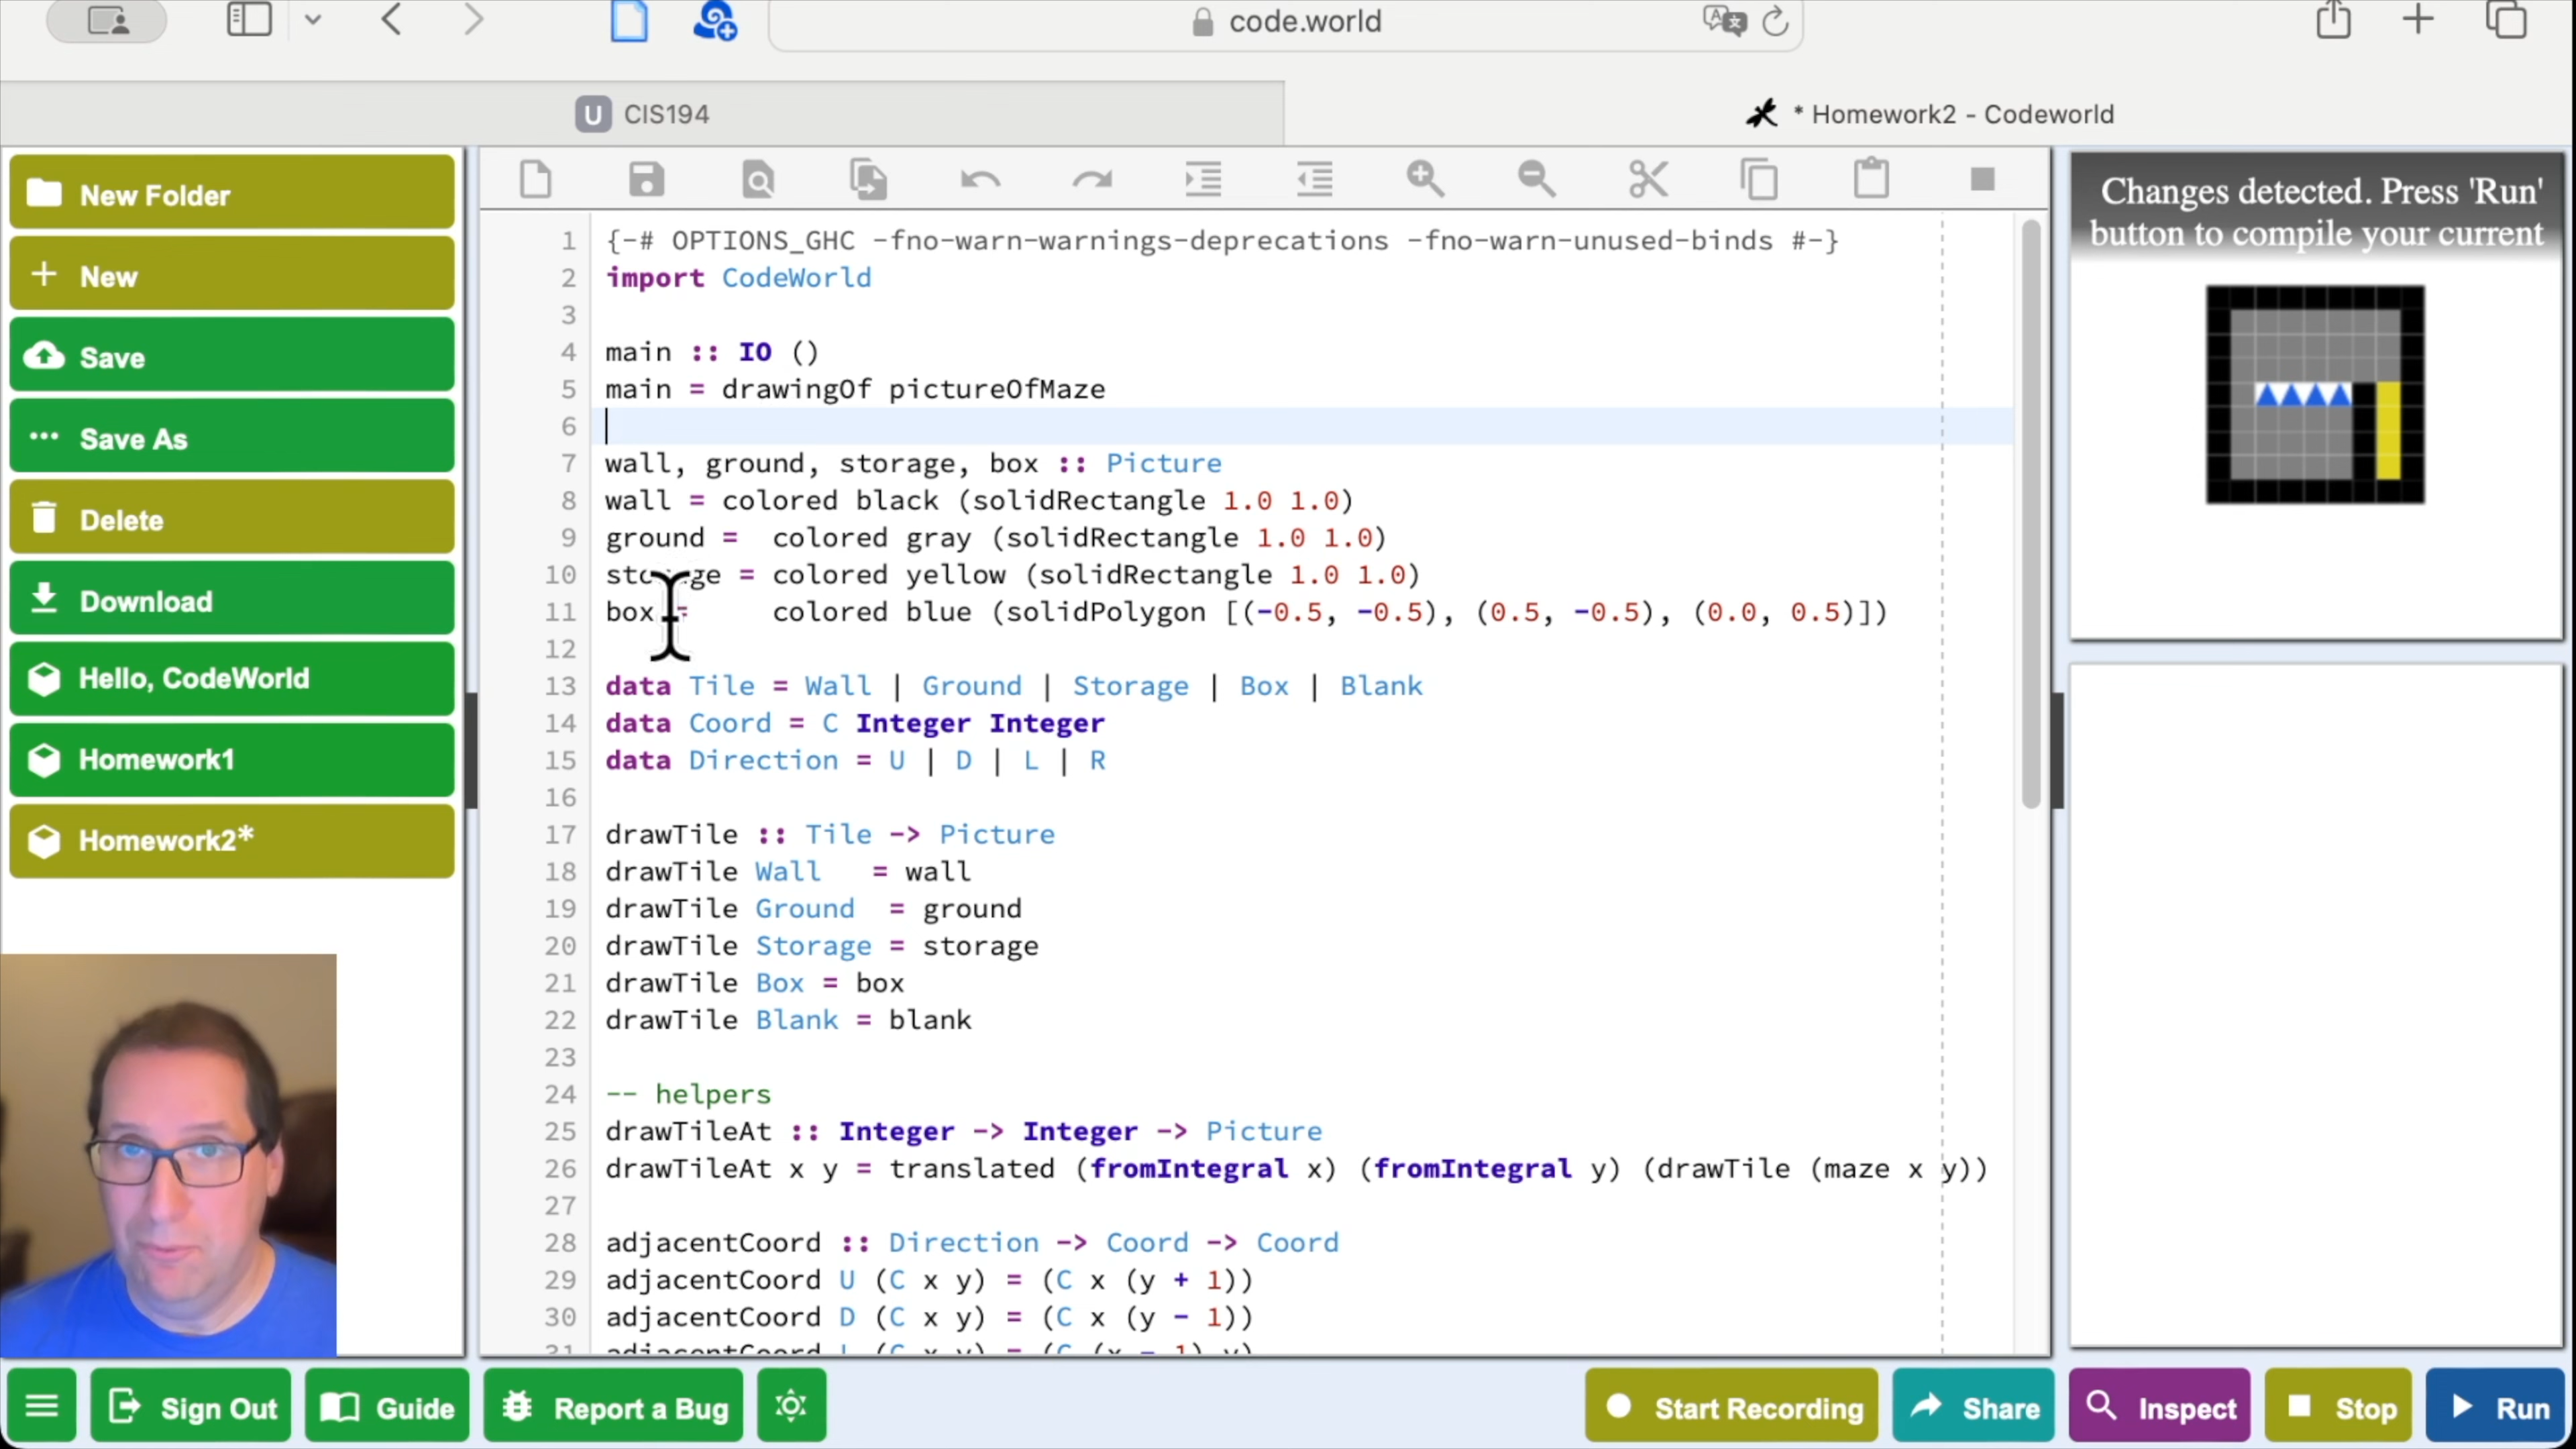 code.world
U CIS194
* Homework2 - Codeworld
New Folder
New
Save
Save As
Delete
Download
Hello, CodeWorld
Homework1
Homework2*
1 {-# OPTIONS_GHC -fno-warn-warnings-deprecations -fno-warn-unused-binds #-}
2 import CodeWorld
3
4 main :: IO ()
5 main = drawingOf pictureOfMaze
6
7 wall, ground, storage, box :: Picture
8 wall = colored black (solidRectangle 1.0 1.0)
9 ground =  colored gray (solidRectangle 1.0 1.0)
10 storage = colored yellow (solidRectangle 1.0 1.0)
11 box =     colored blue (solidPolygon [(-0.5, -0.5), (0.5, -0.5), (0.0, 0.5)])
12
13 data Tile = Wall | Ground | Storage | Box | Blank
14 data Coord = C Integer Integer
15 data Direction = U | D | L | R
16
17 drawTile :: Tile -> Picture
18 drawTile Wall   = wall
19 drawTile Ground  = ground
20 drawTile Storage = storage
21 drawTile Box = box
22 drawTile Blank = blank
23
24 -- helpers
25 drawTileAt :: Integer -> Integer -> Picture
26 drawTileAt x y = translated (fromIntegral x) (fromIntegral y) (drawTile (maze x y))
27
28 adjacentCoord :: Direction -> Coord -> Coord
29 adjacentCoord U (C x y) = (C x (y + 1))
30 adjacentCoord D (C x y) = (C x (y - 1))
31 adjacentCoord L (C x y) = (C (x - 1) y)
Changes detected. Press 'Run'
button to compile your current
Sign Out
Guide
Report a Bug
Start Recording
Share
Inspect
Stop
Run